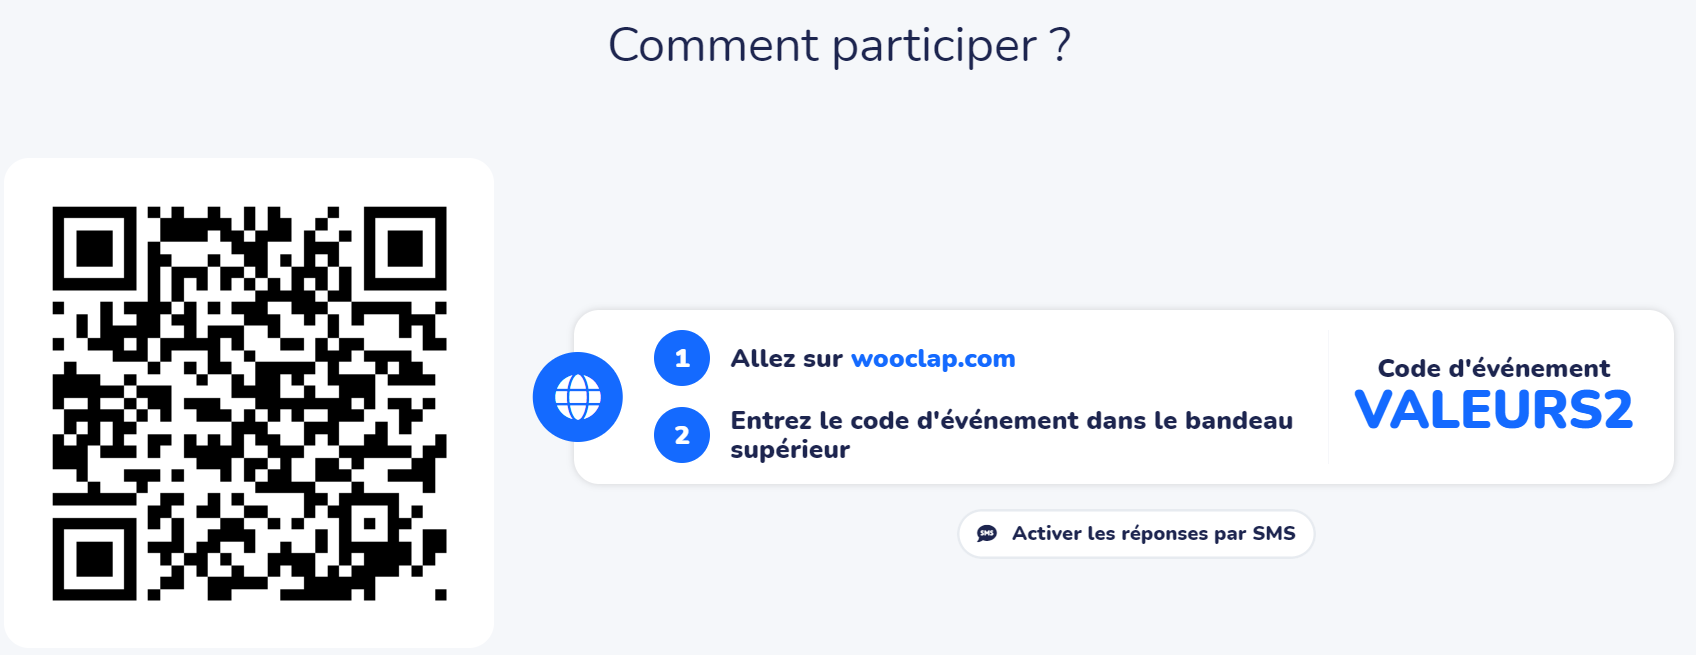 Comment participer ?
1
Allez sur wooclap.com
2
Entrez le code d'événement dans le bandeau
supérieur
Code d'événement
VALEURS2
SMS
Activer les réponses par SMS